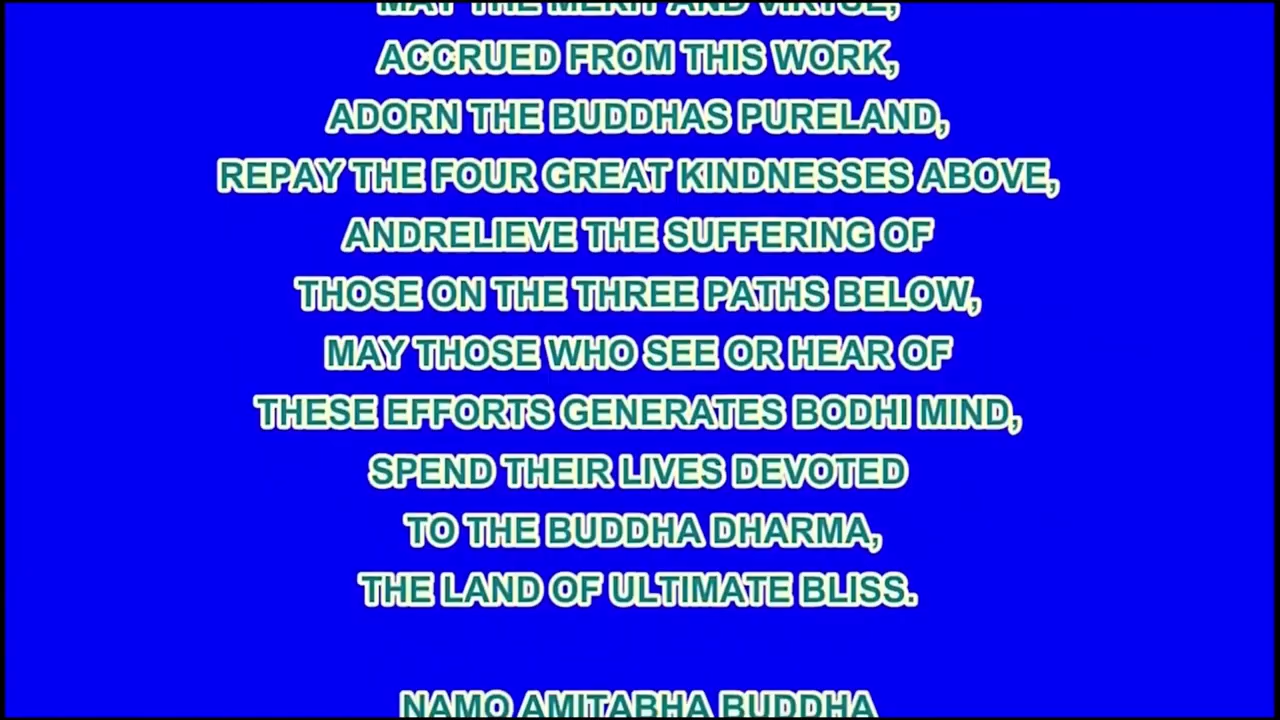 MAY THE MERIT AND VIRTUE,
ACCRUED FROM THIS WORK,
ADORN THE BUDDHAS PURELAND,
REPAY THE FOUR GREAT KINDNESSES ABOVE,
ANDRELIEVE THE SUFFERING OF
THOSE ON THE THREE PATHS BELOW,
MAY THOSE WHO SEE OR HEAR OF
THESE EFFORTS GENERATES BODHI MIND,
SPEND THEIR LIVES DEVOTED
TO THE BUDDHA DHARMA,
THE LAND OF ULTIMATE BLISS.
NAMO AMITABHA BUDDHA